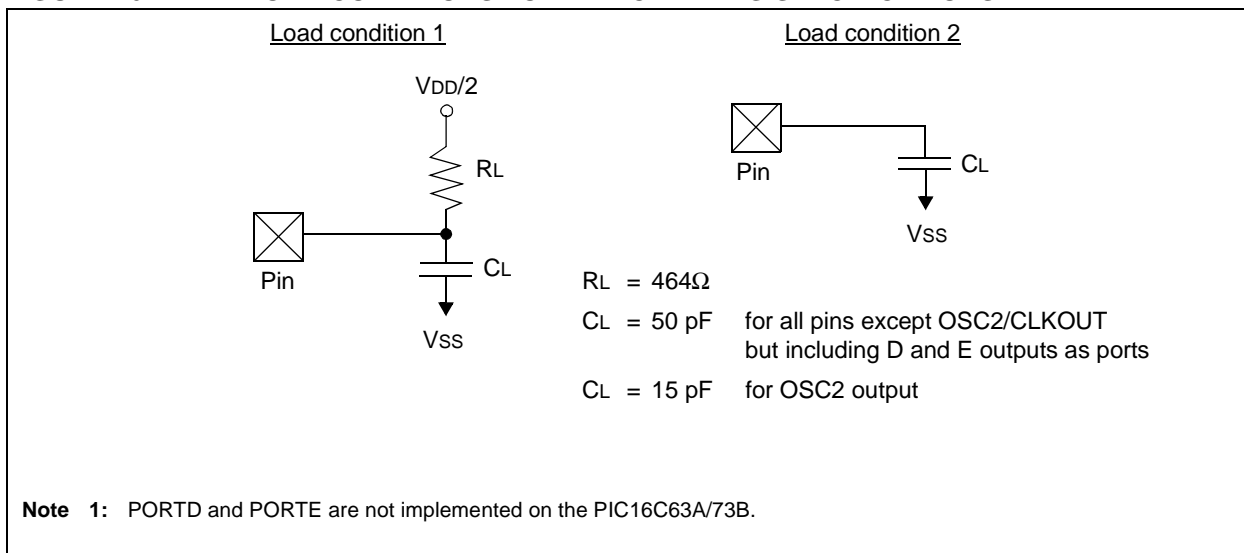 Load condition 1
VDD/2
RL
Pin
CL
VSS
Load condition 2
Pin
CL
VSS
RL = 464Ω
CL = 50 pF for all pins except OSC2/CLKOUT
but including D and E outputs as ports
CL = 15 pF for OSC2 output
Note 1: PORTD and PORTE are not implemented on the PIC16C63A/73B.